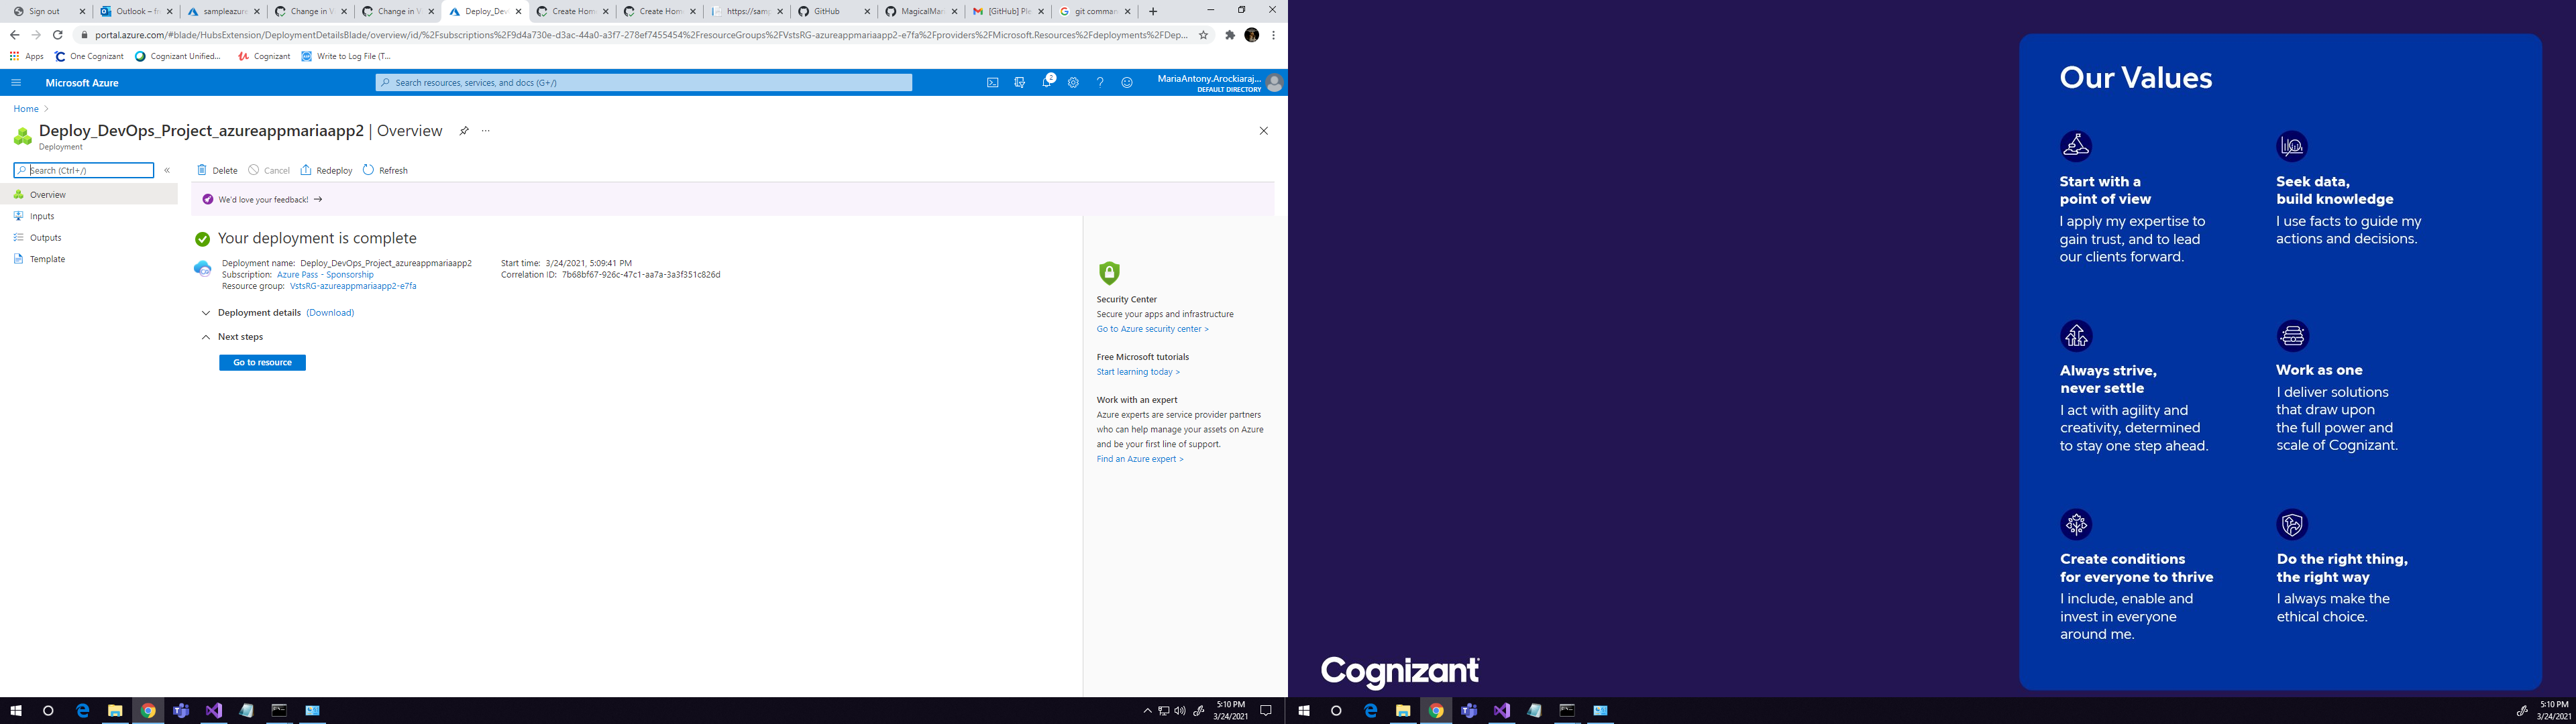 Sign out
Outlook – fr
sampleazure
Change in V
Change in V
Deploy_Dev
Create Hom
Create Hom
https://sam
GitHub
MagicalMari
[GitHub] Ple
git comman
portal.azure.com/#blade/HubsExtension/DeploymentDetailsBlade/overview/id/%2Fsubscriptions%2F9d4a730e-d3ac-44a0-a3f7-278ef7455454%2FresourceGroups%2FVstsRG-azureappmariaapp2-e7fa%2Fproviders%2FMicrosoft.Resources%2Fdeployments%2FDep...
Apps
One Cognizant
Cognizant Unified...
Cognizant
Write to Log File (T...
Microsoft Azure
Search resources, services, and docs (G+/)
2
MariaAntony.Arockiaraj...
DEFAULT DIRECTORY
Home
Deploy_DevOps_Project_azureappmariaapp2 | Overview
Deployment
Search (Ctrl+/)
Delete
Cancel
Redeploy
Refresh
Overview
Inputs
Outputs
Template
We'd love your feedback! →
Your deployment is complete
Deployment name: Deploy_DevOps_Project_azureappmariaapp2
Subscription: Azure Pass - Sponsorship
Resource group: VstsRG-azureappmariaapp2-e7fa
Start time: 3/24/2021, 5:09:41 PM
Correlation ID: 7b68bf67-926c-47c1-aa7a-3a3f351c826d
Deployment details (Download)
Next steps
Go to resource
Security Center
Secure your apps and infrastructure
Go to Azure security center >
Free Microsoft tutorials
Start learning today >
Work with an expert
Azure experts are service provider partners
who can help manage your assets on Azure
and be your first line of support.
Find an Azure expert >
5:10 PM
3/24/2021
Our Values
Start with a
point of view
I apply my expertise to
gain trust, and to lead
our clients forward.
Seek data,
build knowledge
I use facts to guide my
actions and decisions.
Always strive,
never settle
I act with agility and
creativity, determined
to stay one step ahead.
Work as one
I deliver solutions
that draw upon
the full power and
scale of Cognizant.
Create conditions
for everyone to thrive
I include, enable and
invest in everyone
around me.
Do the right thing,
the right way
I always make the
ethical choice.
Cognizant
5:10 PM
3/24/2021